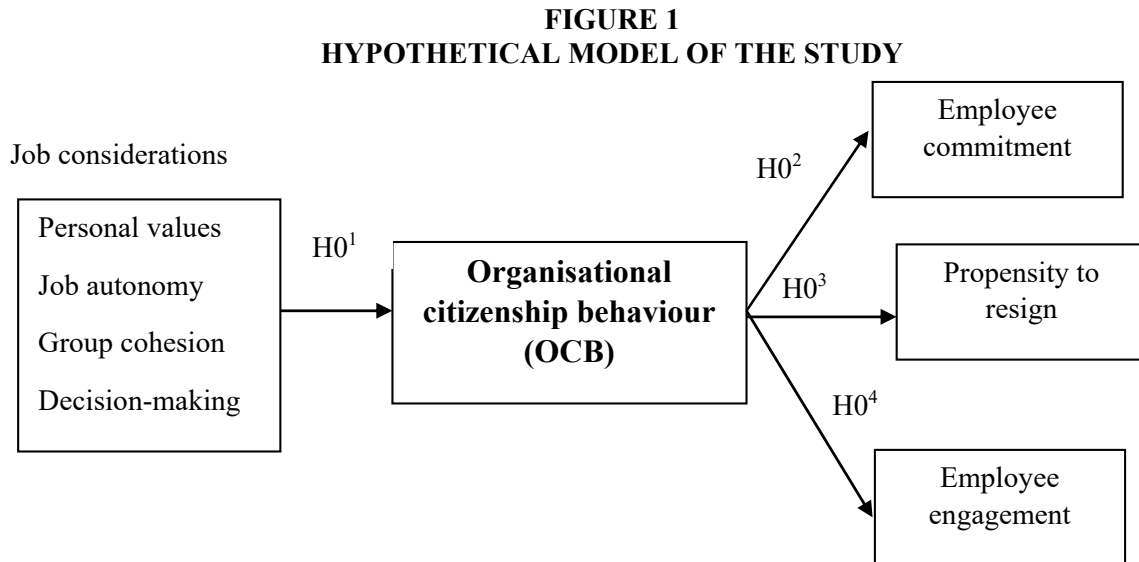 FIGURE 1
HYPOTHETICAL MODEL OF THE STUDY
Job considerations
Personal values
Job autonomy
Group cohesion
Decision-making
H0¹
Organisational
citizenship behaviour
(OCB)
H0²
H0³
H0⁴
Employee
commitment
Propensity to
resign
Employee
engagement